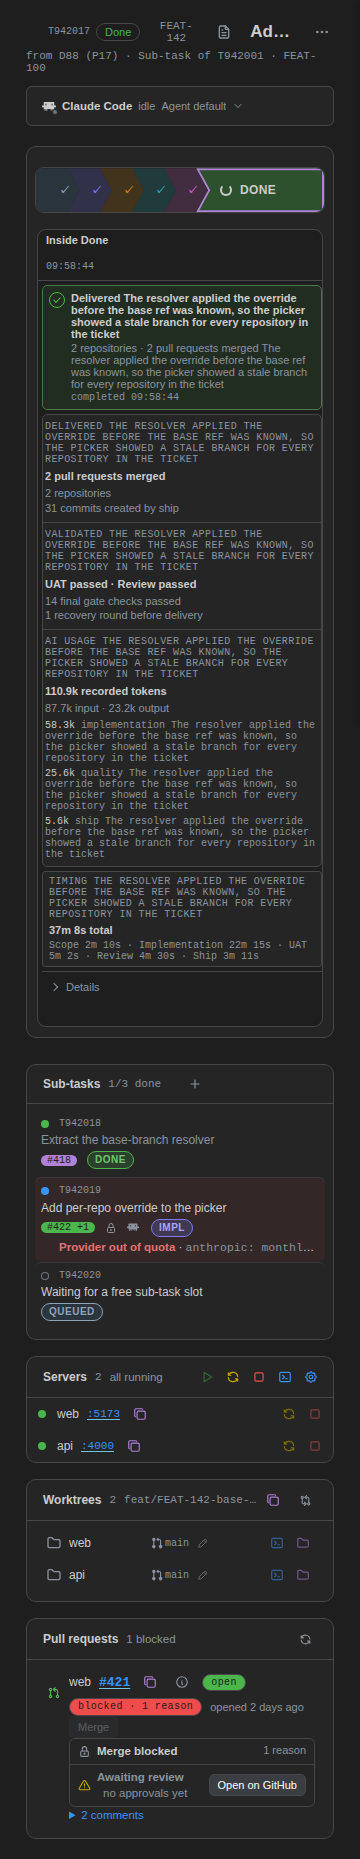 T942017 Done FEAT-142 Ad…
from D88 (P17) · Sub-task of T942001 · FEAT-
100
Claude Code idle Agent default
DONE
Inside Done
09:58:44
Delivered The resolver applied the override
before the base ref was known, so the picker
showed a stale branch for every repository in
the ticket
2 repositories · 2 pull requests merged The
resolver applied the override before the base ref
was known, so the picker showed a stale branch
for every repository in the ticket
completed 09:58:44
DELIVERED THE RESOLVER APPLIED THE
OVERRIDE BEFORE THE BASE REF WAS KNOWN, SO
THE PICKER SHOWED A STALE BRANCH FOR EVERY
REPOSITORY IN THE TICKET
2 pull requests merged
2 repositories
31 commits created by ship
VALIDATED THE RESOLVER APPLIED THE
OVERRIDE BEFORE THE BASE REF WAS KNOWN, SO
THE PICKER SHOWED A STALE BRANCH FOR EVERY
REPOSITORY IN THE TICKET
UAT passed · Review passed
14 final gate checks passed
1 recovery round before delivery
AI USAGE THE RESOLVER APPLIED THE OVERRIDE
BEFORE THE BASE REF WAS KNOWN, SO THE
PICKER SHOWED A STALE BRANCH FOR EVERY
REPOSITORY IN THE TICKET
110.9k recorded tokens
87.7k input · 23.2k output
58.3k implementation The resolver applied the
override before the base ref was known, so
the picker showed a stale branch for every
repository in the ticket
25.6k quality The resolver applied the
override before the base ref was known, so
the picker showed a stale branch for every
repository in the ticket
5.6k ship The resolver applied the override
before the base ref was known, so the picker
showed a stale branch for every repository in
the ticket
TIMING THE RESOLVER APPLIED THE OVERRIDE
BEFORE THE BASE REF WAS KNOWN, SO THE
PICKER SHOWED A STALE BRANCH FOR EVERY
REPOSITORY IN THE TICKET
37m 8s total
Scope 2m 10s · Implementation 22m 15s · UAT
5m 2s · Review 4m 30s · Ship 3m 11s
Details
Sub-tasks 1/3 done
T942018
Extract the base-branch resolver
#418 DONE
T942019
Add per-repo override to the picker
#422 +1 IMPL
Provider out of quota · anthropic: monthl…
T942020
Waiting for a free sub-task slot
QUEUED
Servers 2 all running
web :5173
api :4000
Worktrees 2 feat/FEAT-142-base-…
web main
api main
Pull requests 1 blocked
web #421 open
blocked · 1 reason opened 2 days ago
Merge
Merge blocked 1 reason
Awaiting review
no approvals yet
Open on GitHub
2 comments